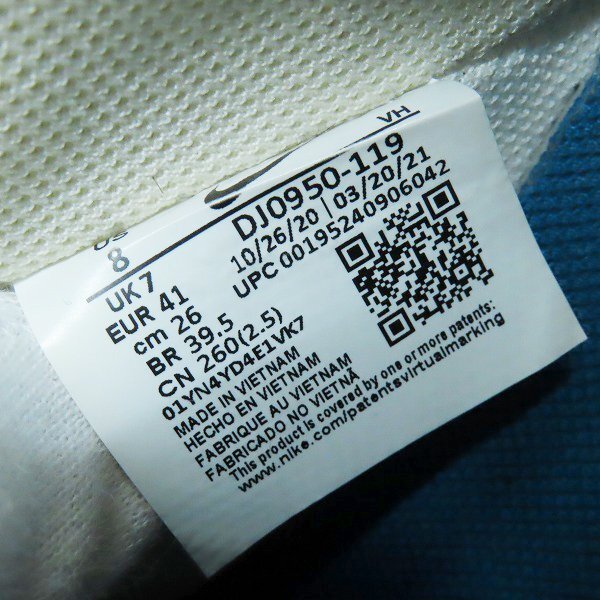 VH
US
8
DJ0950-119
10/26/20 | 03/20/21
UPC 00195240906042
UK 7
EUR 41
cm 26
BR 39.5
CN 260(2.5)
01YN4YD4E1VK7
MADE IN VIETNAM
HECHO EN VIETNAM
FABRIQUE AU VIETNAM
FABRICADO NO VIETNÃ
This product is covered by one or more patents:
www.nike.com/patentsvirtualmarking